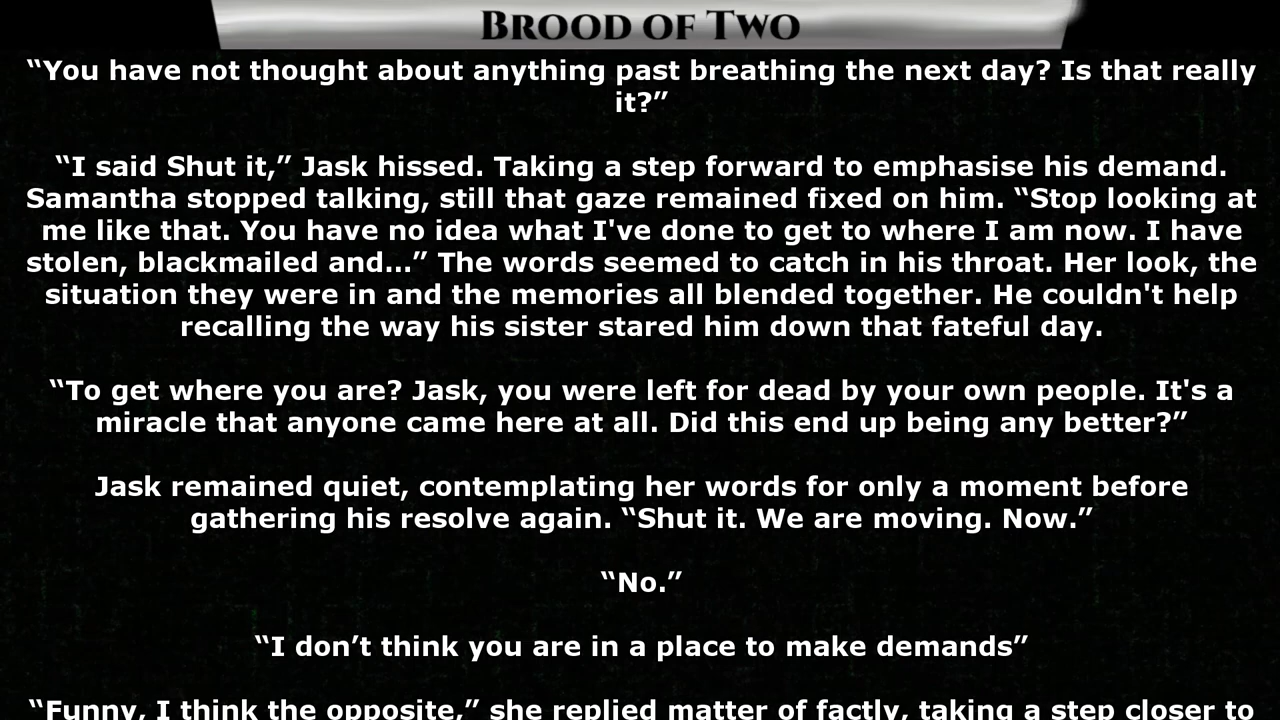 Brood of Two
“You have not thought about anything past breathing the next day? Is that really
it?”
“I said Shut it,” Jask hissed. Taking a step forward to emphasise his demand.
Samantha stopped talking, still that gaze remained fixed on him. “Stop looking at
me like that. You have no idea what I've done to get to where I am now. I have
stolen, blackmailed and...” The words seemed to catch in his throat. Her look, the
situation they were in and the memories all blended together. He couldn't help
recalling the way his sister stared him down that fateful day.
“To get where you are? Jask, you were left for dead by your own people. It's a
miracle that anyone came here at all. Did this end up being any better?”
Jask remained quiet, contemplating her words for only a moment before
gathering his resolve again. “Shut it. We are moving. Now.”
“No.”
“I don’t think you are in a place to make demands”
“Funny, I think the opposite,” she replied matter of factly, taking a step closer to